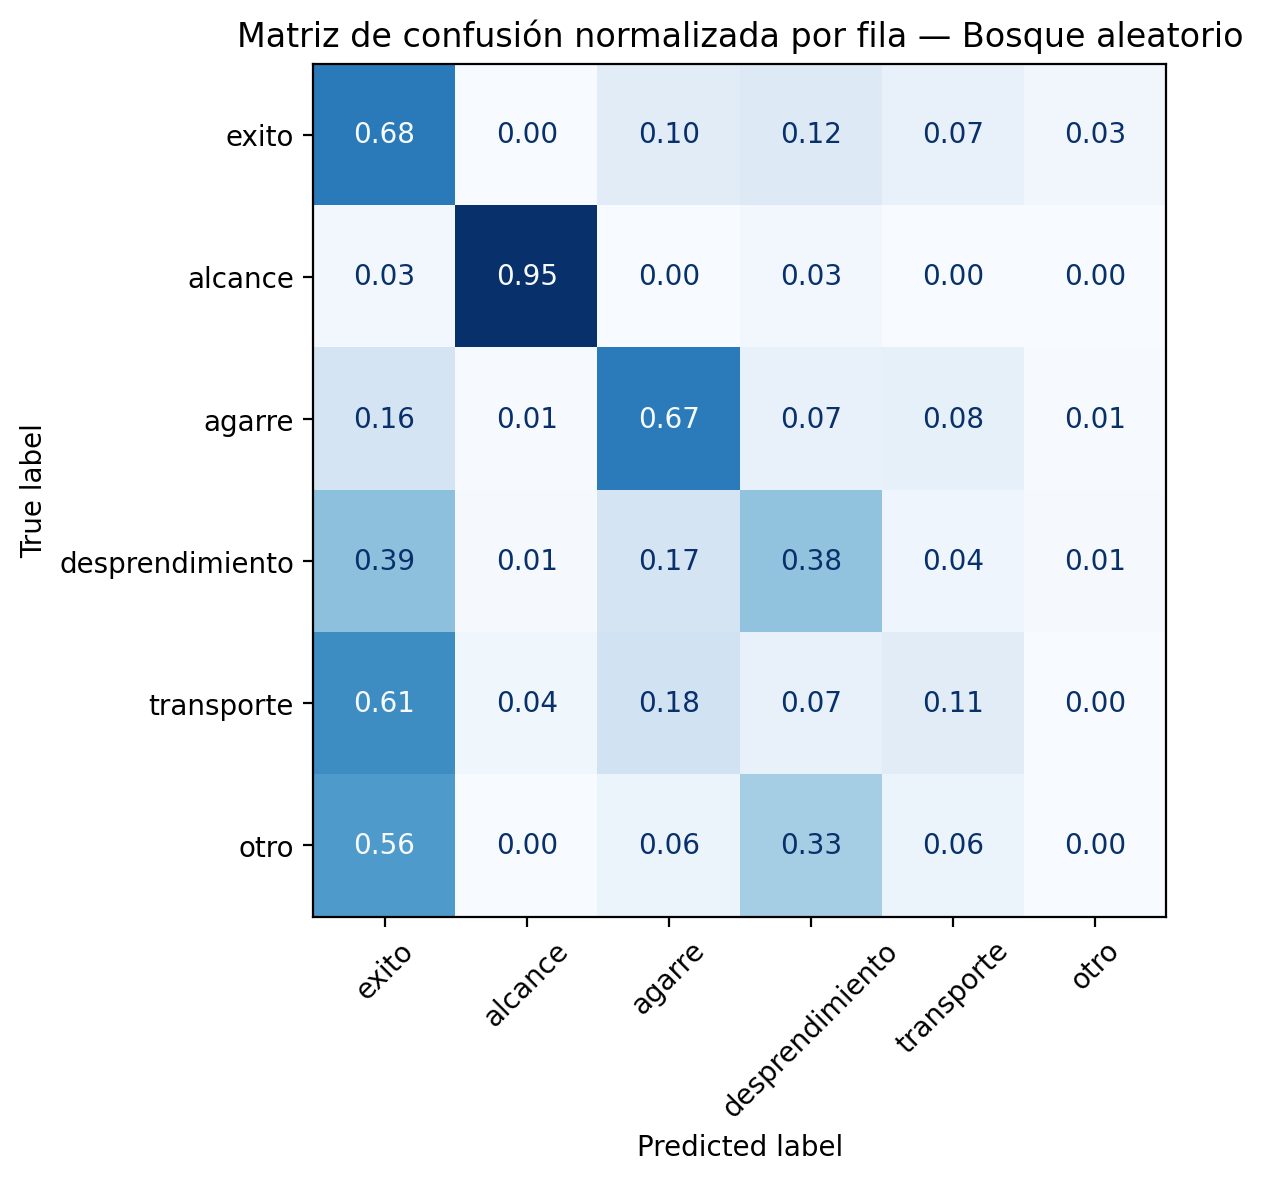 Matriz de confusión normalizada por fila — Bosque aleatorio
True label
exito 0.68 0.00 0.10 0.12 0.07 0.03
alcance 0.03 0.95 0.00 0.03 0.00 0.00
agarre 0.16 0.01 0.67 0.07 0.08 0.01
desprendimiento 0.39 0.01 0.17 0.38 0.04 0.01
transporte 0.61 0.04 0.18 0.07 0.11 0.00
otro 0.56 0.00 0.06 0.33 0.06 0.00
exito alcance agarre desprendimiento transporte otro
Predicted label